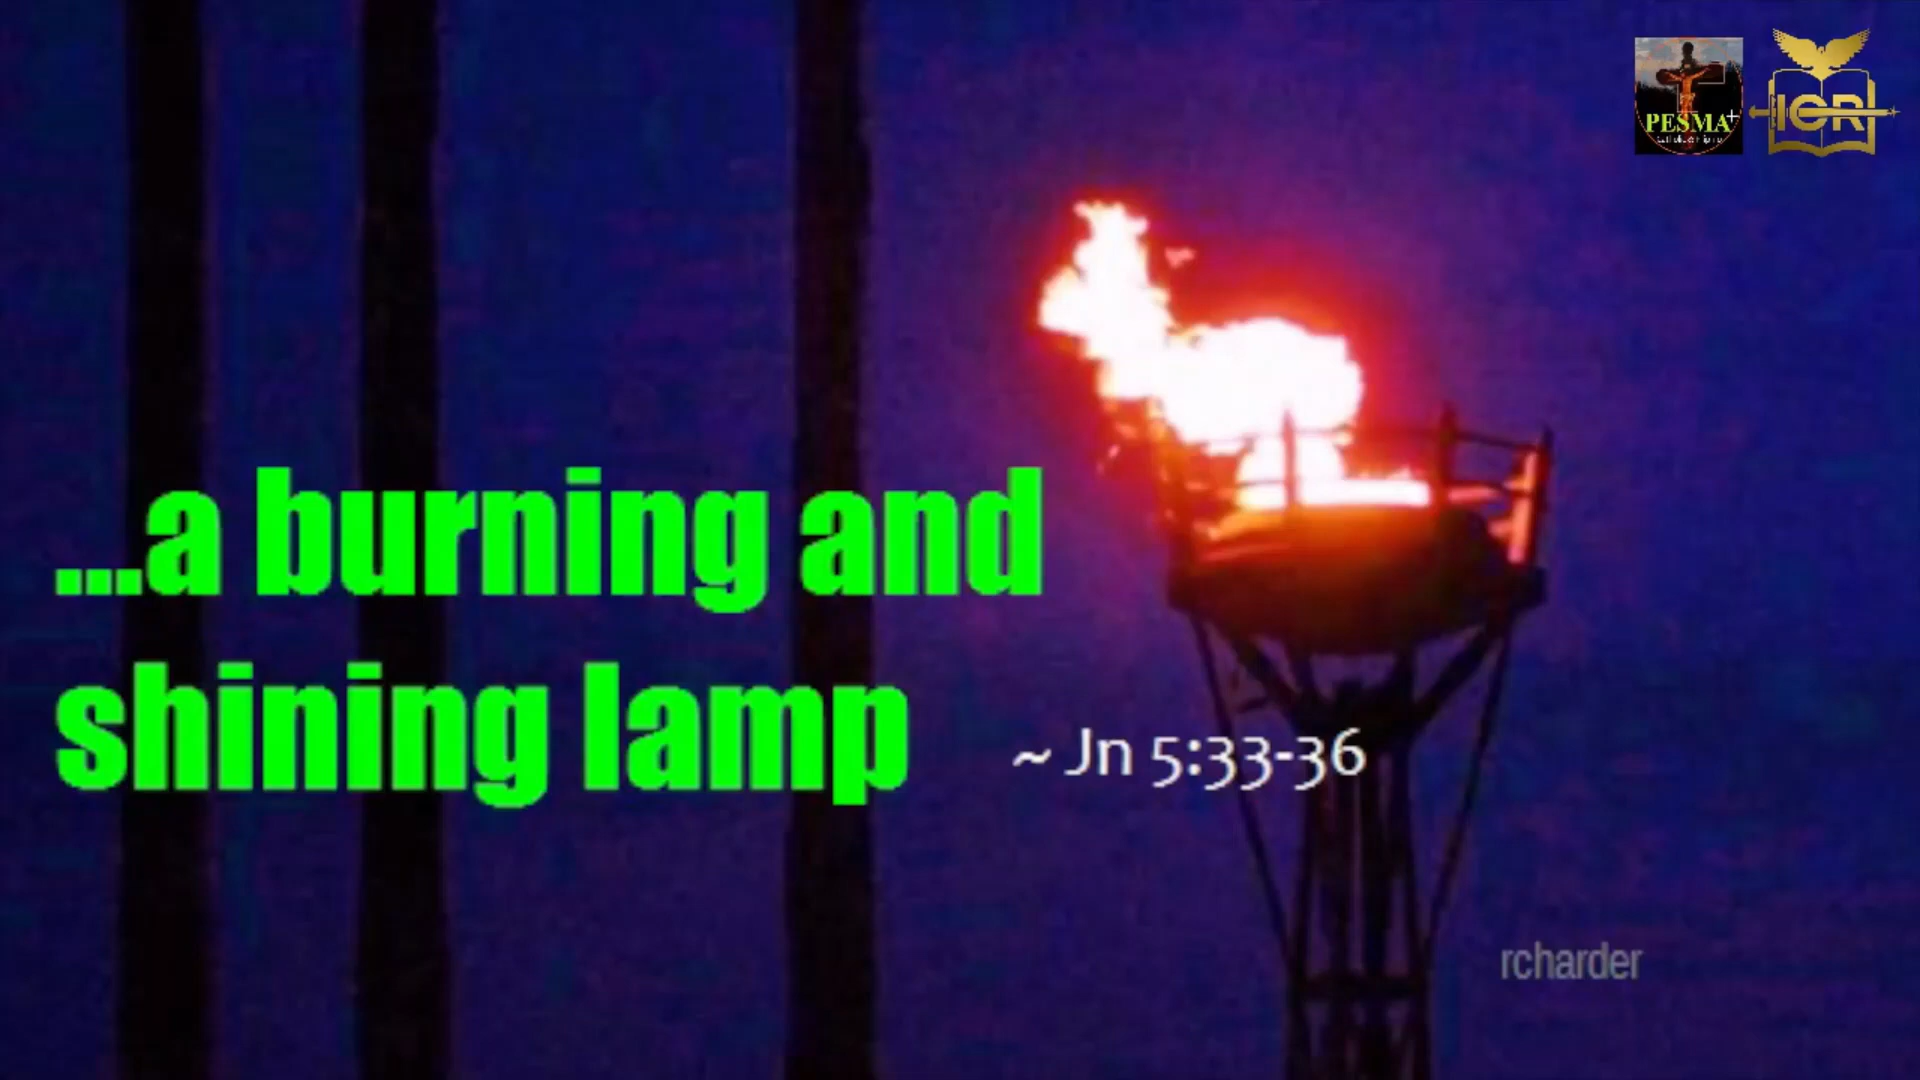 PESMA
ICR
...a burning and
shining lamp
~ Jn 5:33-36
rcharder